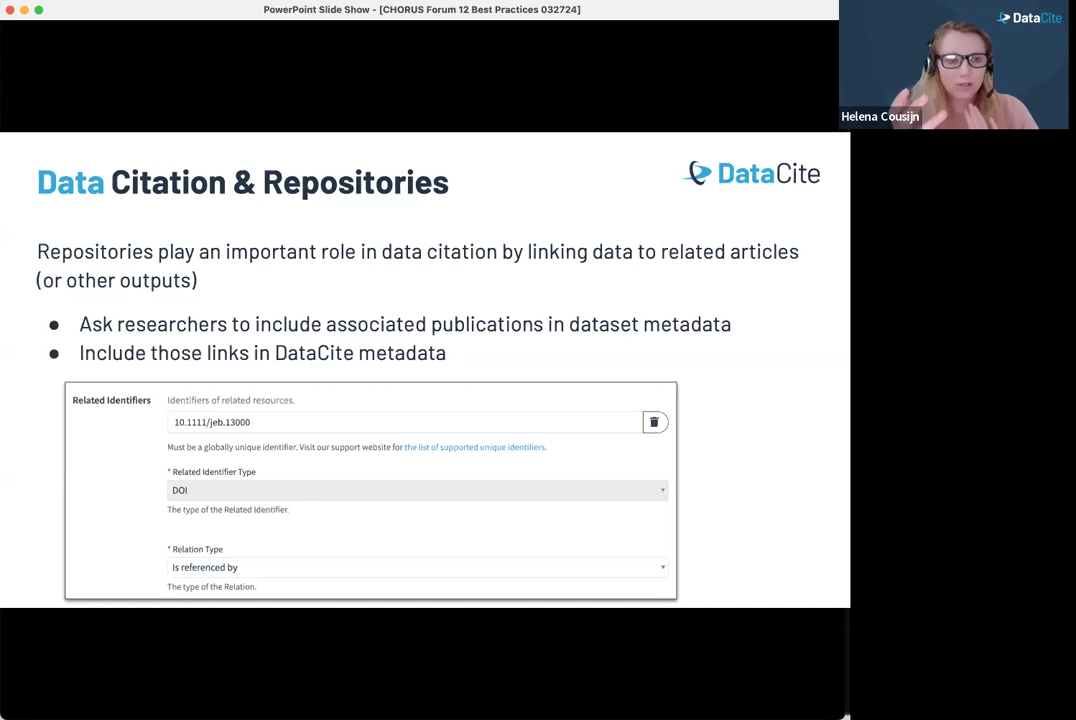 PowerPoint Slide Show - [CHORUS Forum 12 Best Practices 032724]
DataCite
Helena Cousijn
Data Citation & Repositories
DataCite
Repositories play an important role in data citation by linking data to related articles
(or other outputs)
● Ask researchers to include associated publications in dataset metadata
● Include those links in DataCite metadata
Related Identifiers
Identifiers of related resources.
10.1111/jeb.13000
Must be a globally unique identifier. Visit our support website for the list of supported unique identifiers.
* Related Identifier Type
DOI
The type of the Related Identifier.
* Relation Type
Is referenced by
The type of the Relation.